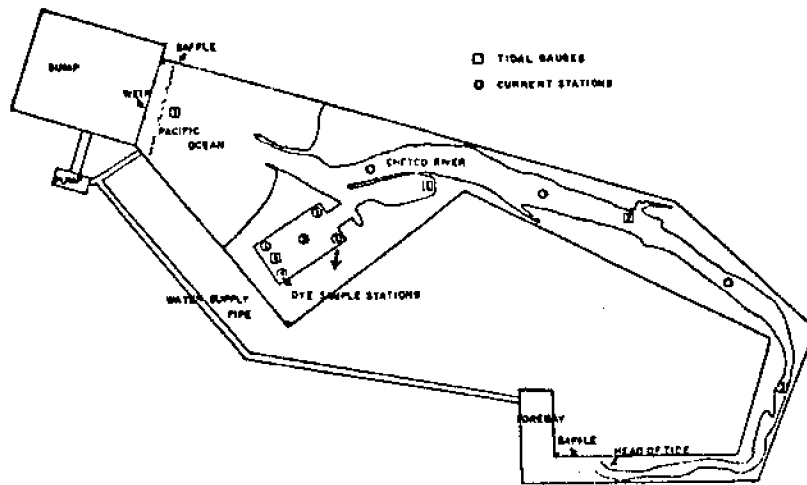 BAFFLE
TIDAL GAUGES
SUMP
CURRENT STATIONS
WEIR
PACIFIC
OCEAN
CHETCO RIVER
PUMP
DYE SAMPLE STATIONS
WATER SUPPLY
PIPE
FOREBAY
BAFFLE
HEAD OF TIDE